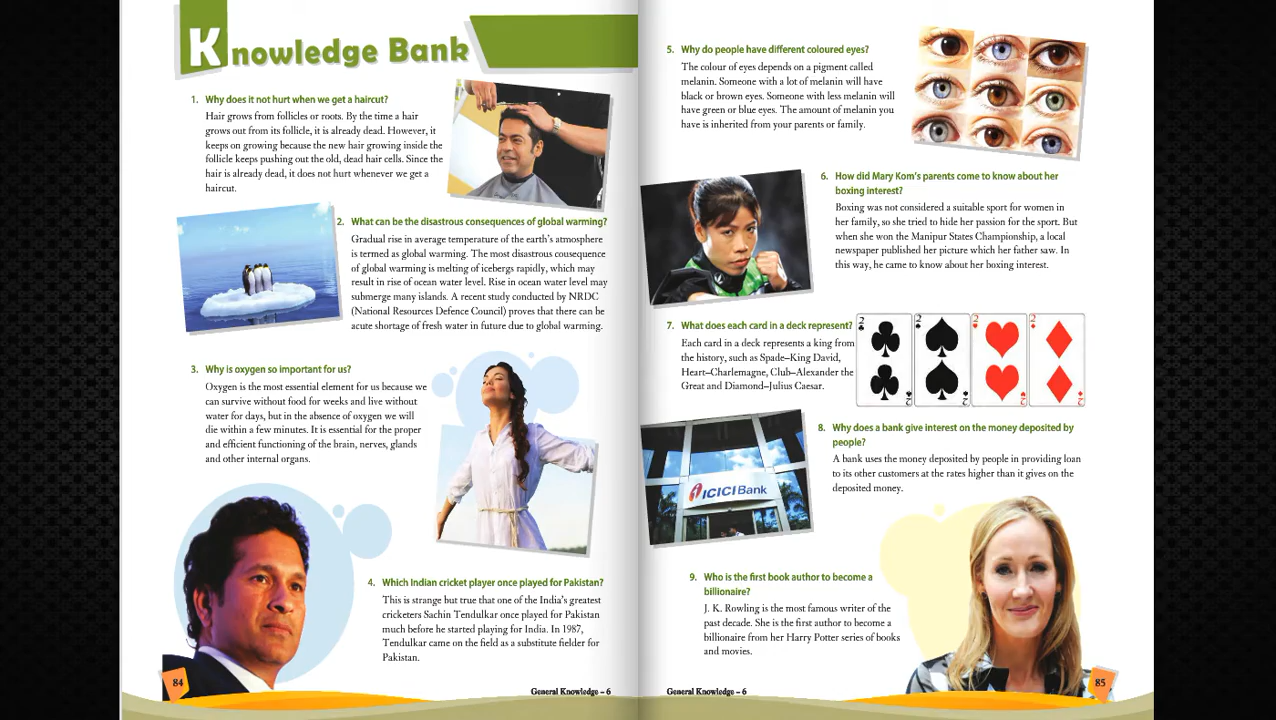 Knowledge Bank
1. Why does it not hurt when we get a haircut?
Hair grows from follicles or roots. By the time a hair
grows out from its follicle, it is already dead. However, it
keeps on growing because the new hair growing inside the
follicle keeps pushing out the old, dead hair cells. Since the
hair is already dead, it does not hurt whenever we get a
haircut.
2. What can be the disastrous consequences of global warming?
Gradual rise in average temperature of the earth's atmosphere
is termed as global warming. The most disastrous cousequence
of global warming is melting of icebergs rapidly, which may
result in rise of ocean water level. Rise in ocean water level may
submerge many islands. A recent study conducted by NRDC
(National Resources Defence Council) proves that there can be
acute shortage of fresh water in future due to global warming.
3. Why is oxygen so important for us?
Oxygen is the most essential element for us because we
can survive without food for weeks and live without
water for days, but in the absence of oxygen we will
die within a few minutes. It is essential for the proper
and efficient functioning of the brain, nerves, glands
and other internal organs.
4. Which Indian cricket player once played for Pakistan?
This is strange but true that one of the India's greatest
cricketers Sachin Tendulkar once played for Pakistan
much before he started playing for India. In 1987,
Tendulkar came on the field as a substitute fielder for
Pakistan.
84
General Knowledge – 6
5. Why do people have different coloured eyes?
The colour of eyes depends on a pigment called
melanin. Someone with a lot of melanin will have
black or brown eyes. Someone with less melanin will
have green or blue eyes. The amount of melanin you
have is inherited from your parents or family.
6. How did Mary Kom's parents come to know about her
boxing interest?
Boxing was not considered a suitable sport for women in
her family, so she tried to hide her passion for the sport. But
when she won the Manipur States Championship, a local
newspaper published her picture which her father saw. In
this way, he came to know about her boxing interest.
7. What does each card in a deck represent?
Each card in a deck represents a king from
the history, such as Spade–King David,
Heart–Charlemagne, Club–Alexander the
Great and Diamond–Julius Caesar.
2 2 2 2
2 2 2 2
8. Why does a bank give interest on the money deposited by
people?
A bank uses the money deposited by people in providing loan
to its other customers at the rates higher than it gives on the
deposited money.
ICICI Bank
9. Who is the first book author to become a
billionaire?
J. K. Rowling is the most famous writer of the
past decade. She is the first author to become a
billionaire from her Harry Potter series of books
and movies.
General Knowledge – 6
85